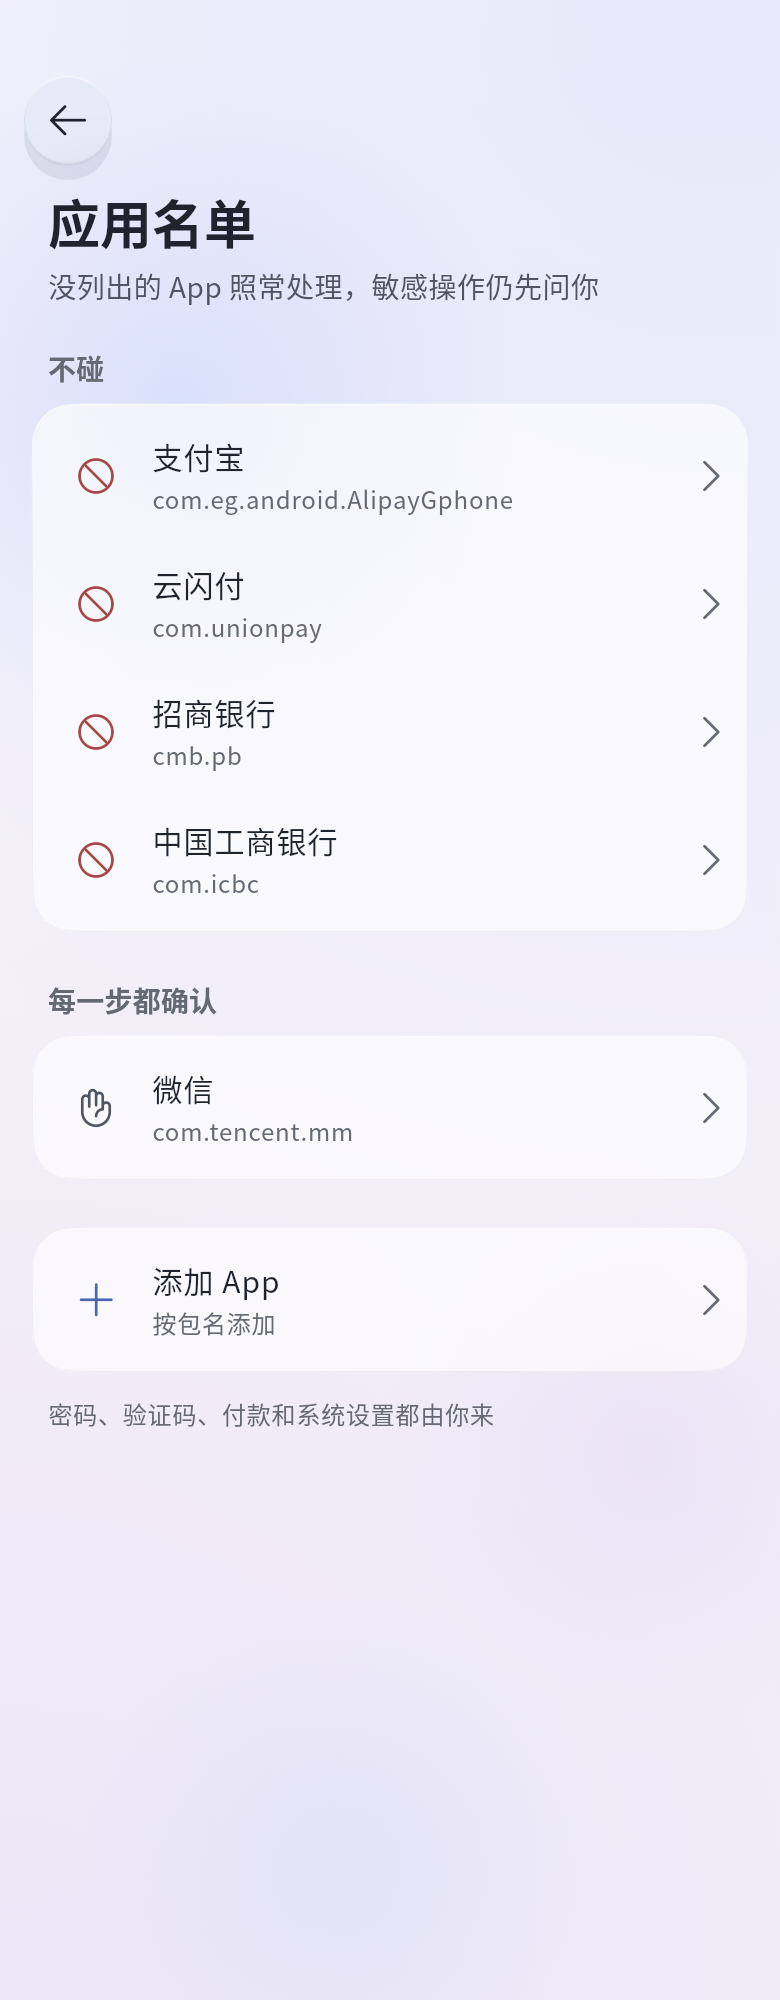 应用名单
没列出的 App 照常处理，敏感操作仍先问你
不碰
支付宝
com.eg.android.AlipayGphone
云闪付
com.unionpay
招商银行
cmb.pb
中国工商银行
com.icbc
每一步都确认
微信
com.tencent.mm
添加 App
按包名添加
密码、验证码、付款和系统设置都由你来